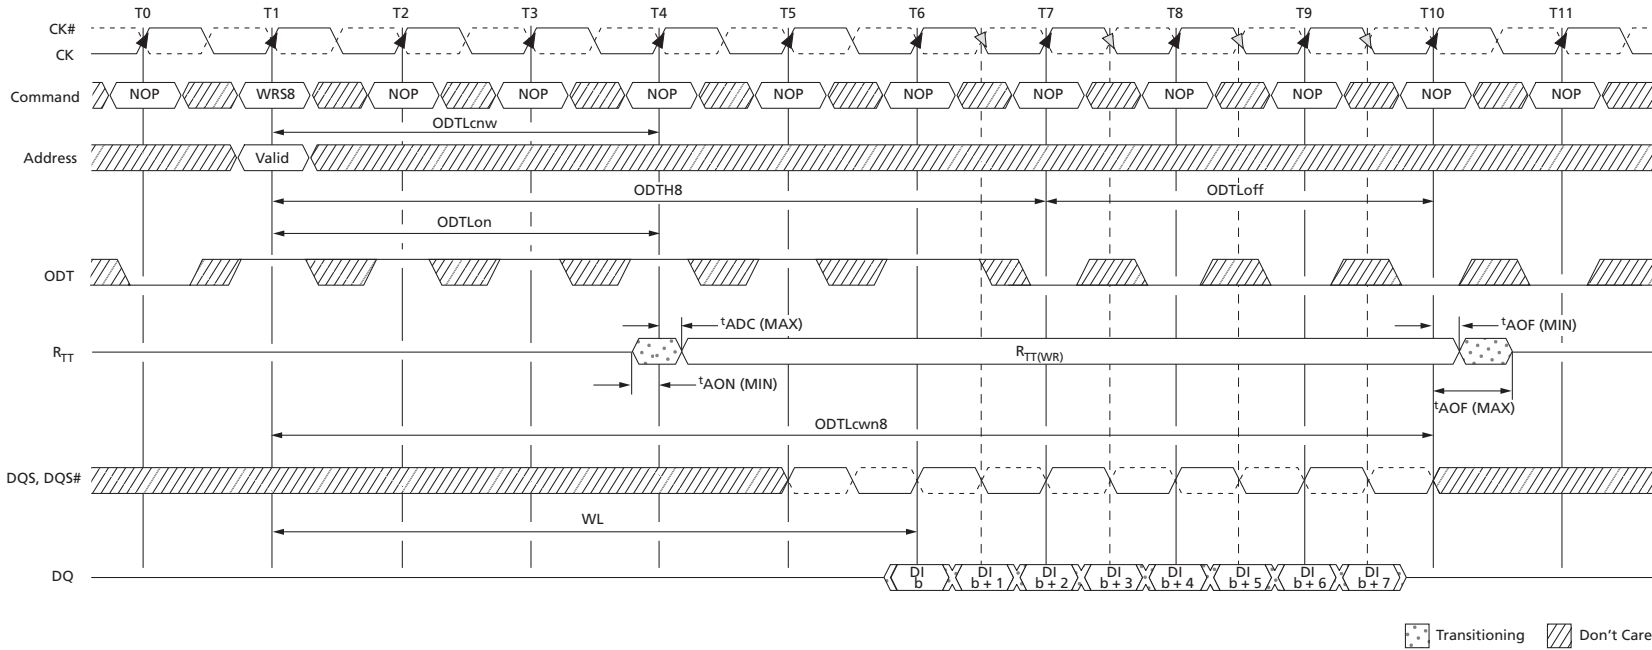 T0 T1 T2 T3 T4 T5 T6 T7 T8 T9 T10 T11
CK#
CK
Command NOP WRS8 NOP NOP NOP NOP NOP NOP NOP NOP NOP NOP
ODTLcnw
Address Valid
ODTH8 ODTLoff
ODTLon
ODT
tADC (MAX) tAOF (MIN)
RTT RTT(WR)
tAON (MIN)
tAOF (MAX)
ODTLcwn8
DQS, DQS#
WL
DQ DI b DI b + 1 DI b + 2 DI b + 3 DI b + 4 DI b + 5 DI b + 6 DI b + 7
Transitioning Don't Care